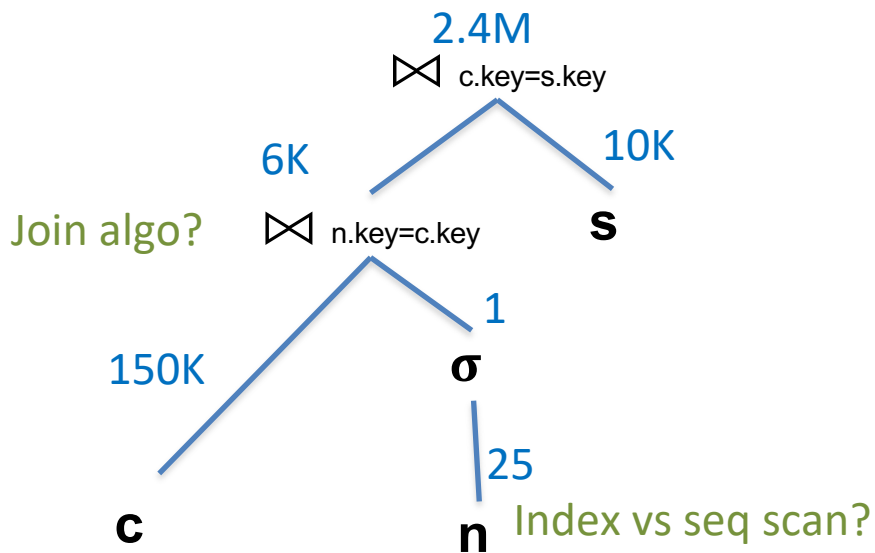 2.4M
⋈ c.key=s.key
6K
10K
Join algo?
⋈ n.key=c.key
s
1
150K
σ
25
c
n
Index vs seq scan?